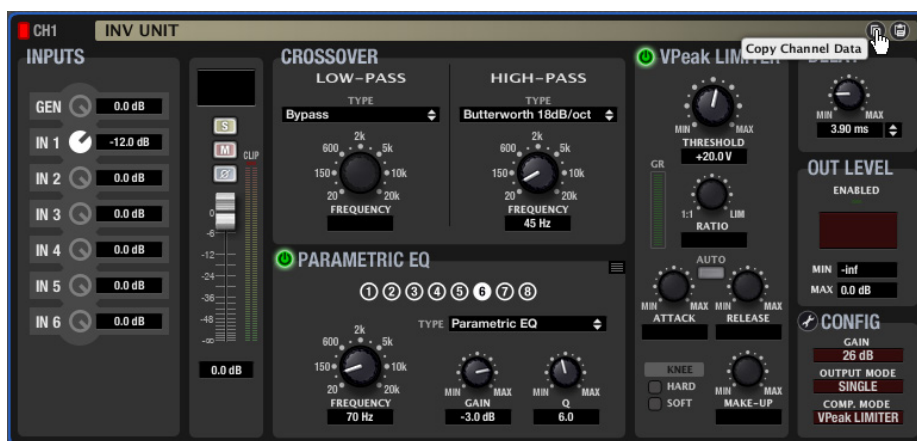 CH1
INV UNIT
Copy Channel Data
INPUTS
GEN 0.0 dB
IN 1 -12.0 dB
IN 2 0.0 dB
IN 3 0.0 dB
IN 4 0.0 dB
IN 5 0.0 dB
IN 6 0.0 dB
S
M
Ø
CLIP
0
-6
-12
-24
-36
-48
-∞
0.0 dB
CROSSOVER
LOW-PASS
TYPE
Bypass
2k
600 5k
150 10k
20 20k
FREQUENCY
HIGH-PASS
TYPE
Butterworth 18dB/oct
2k
600 5k
150 10k
20 20k
FREQUENCY
45 Hz
PARAMETRIC EQ
1 2 3 4 5 6 7 8
TYPE Parametric EQ
2k
600 5k
150 10k
20 20k
FREQUENCY
70 Hz
MIN MAX
GAIN
-3.0 dB
MIN MAX
Q
6.0
VPeak LIMITER
MIN MAX
THRESHOLD
+20.0 V
GR
1:1 LIM
RATIO
AUTO
MIN MAX
ATTACK
MIN MAX
RELEASE
KNEE
HARD
SOFT
MIN MAX
MAKE-UP
DELAY
MIN MAX
3.90 ms
OUT LEVEL
ENABLED
MIN -inf
MAX 0.0 dB
CONFIG
GAIN
26 dB
OUTPUT MODE
SINGLE
COMP. MODE
VPeak LIMITER